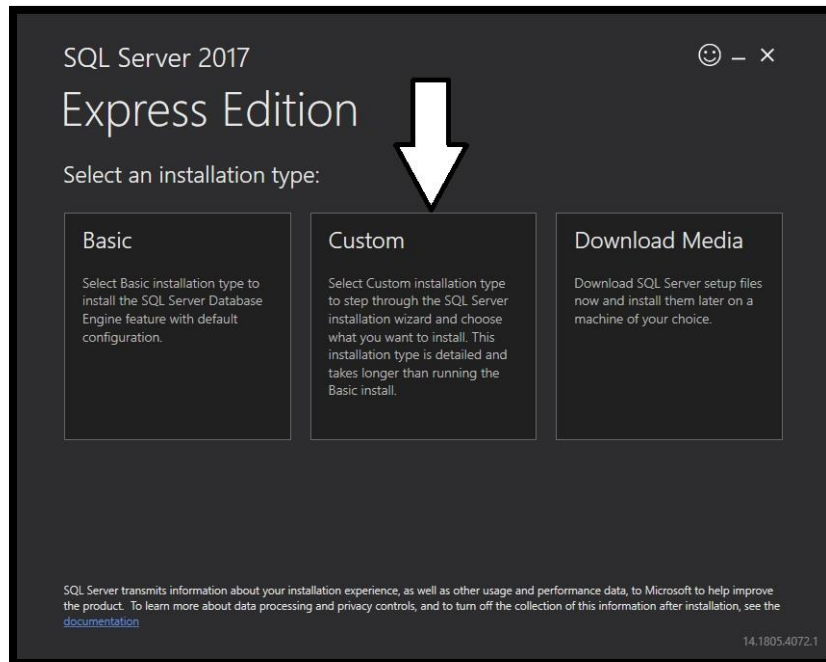 SQL Server 2017
Express Edition
Select an installation type:
Basic
Select Basic installation type to
install the SQL Server Database
Engine feature with default
configuration.
Custom
Select Custom installation type
to step through the SQL Server
installation wizard and choose
what you want to install. This
installation type is detailed and
takes longer than running the
Basic install.
Download Media
Download SQL Server setup files
now and install them later on a
machine of your choice.
SQL Server transmits information about your installation experience, as well as other usage and performance data, to Microsoft to help improve
the product. To learn more about data processing and privacy controls, and to turn off the collection of this information after installation, see the
documentation
14.1805.4072.1